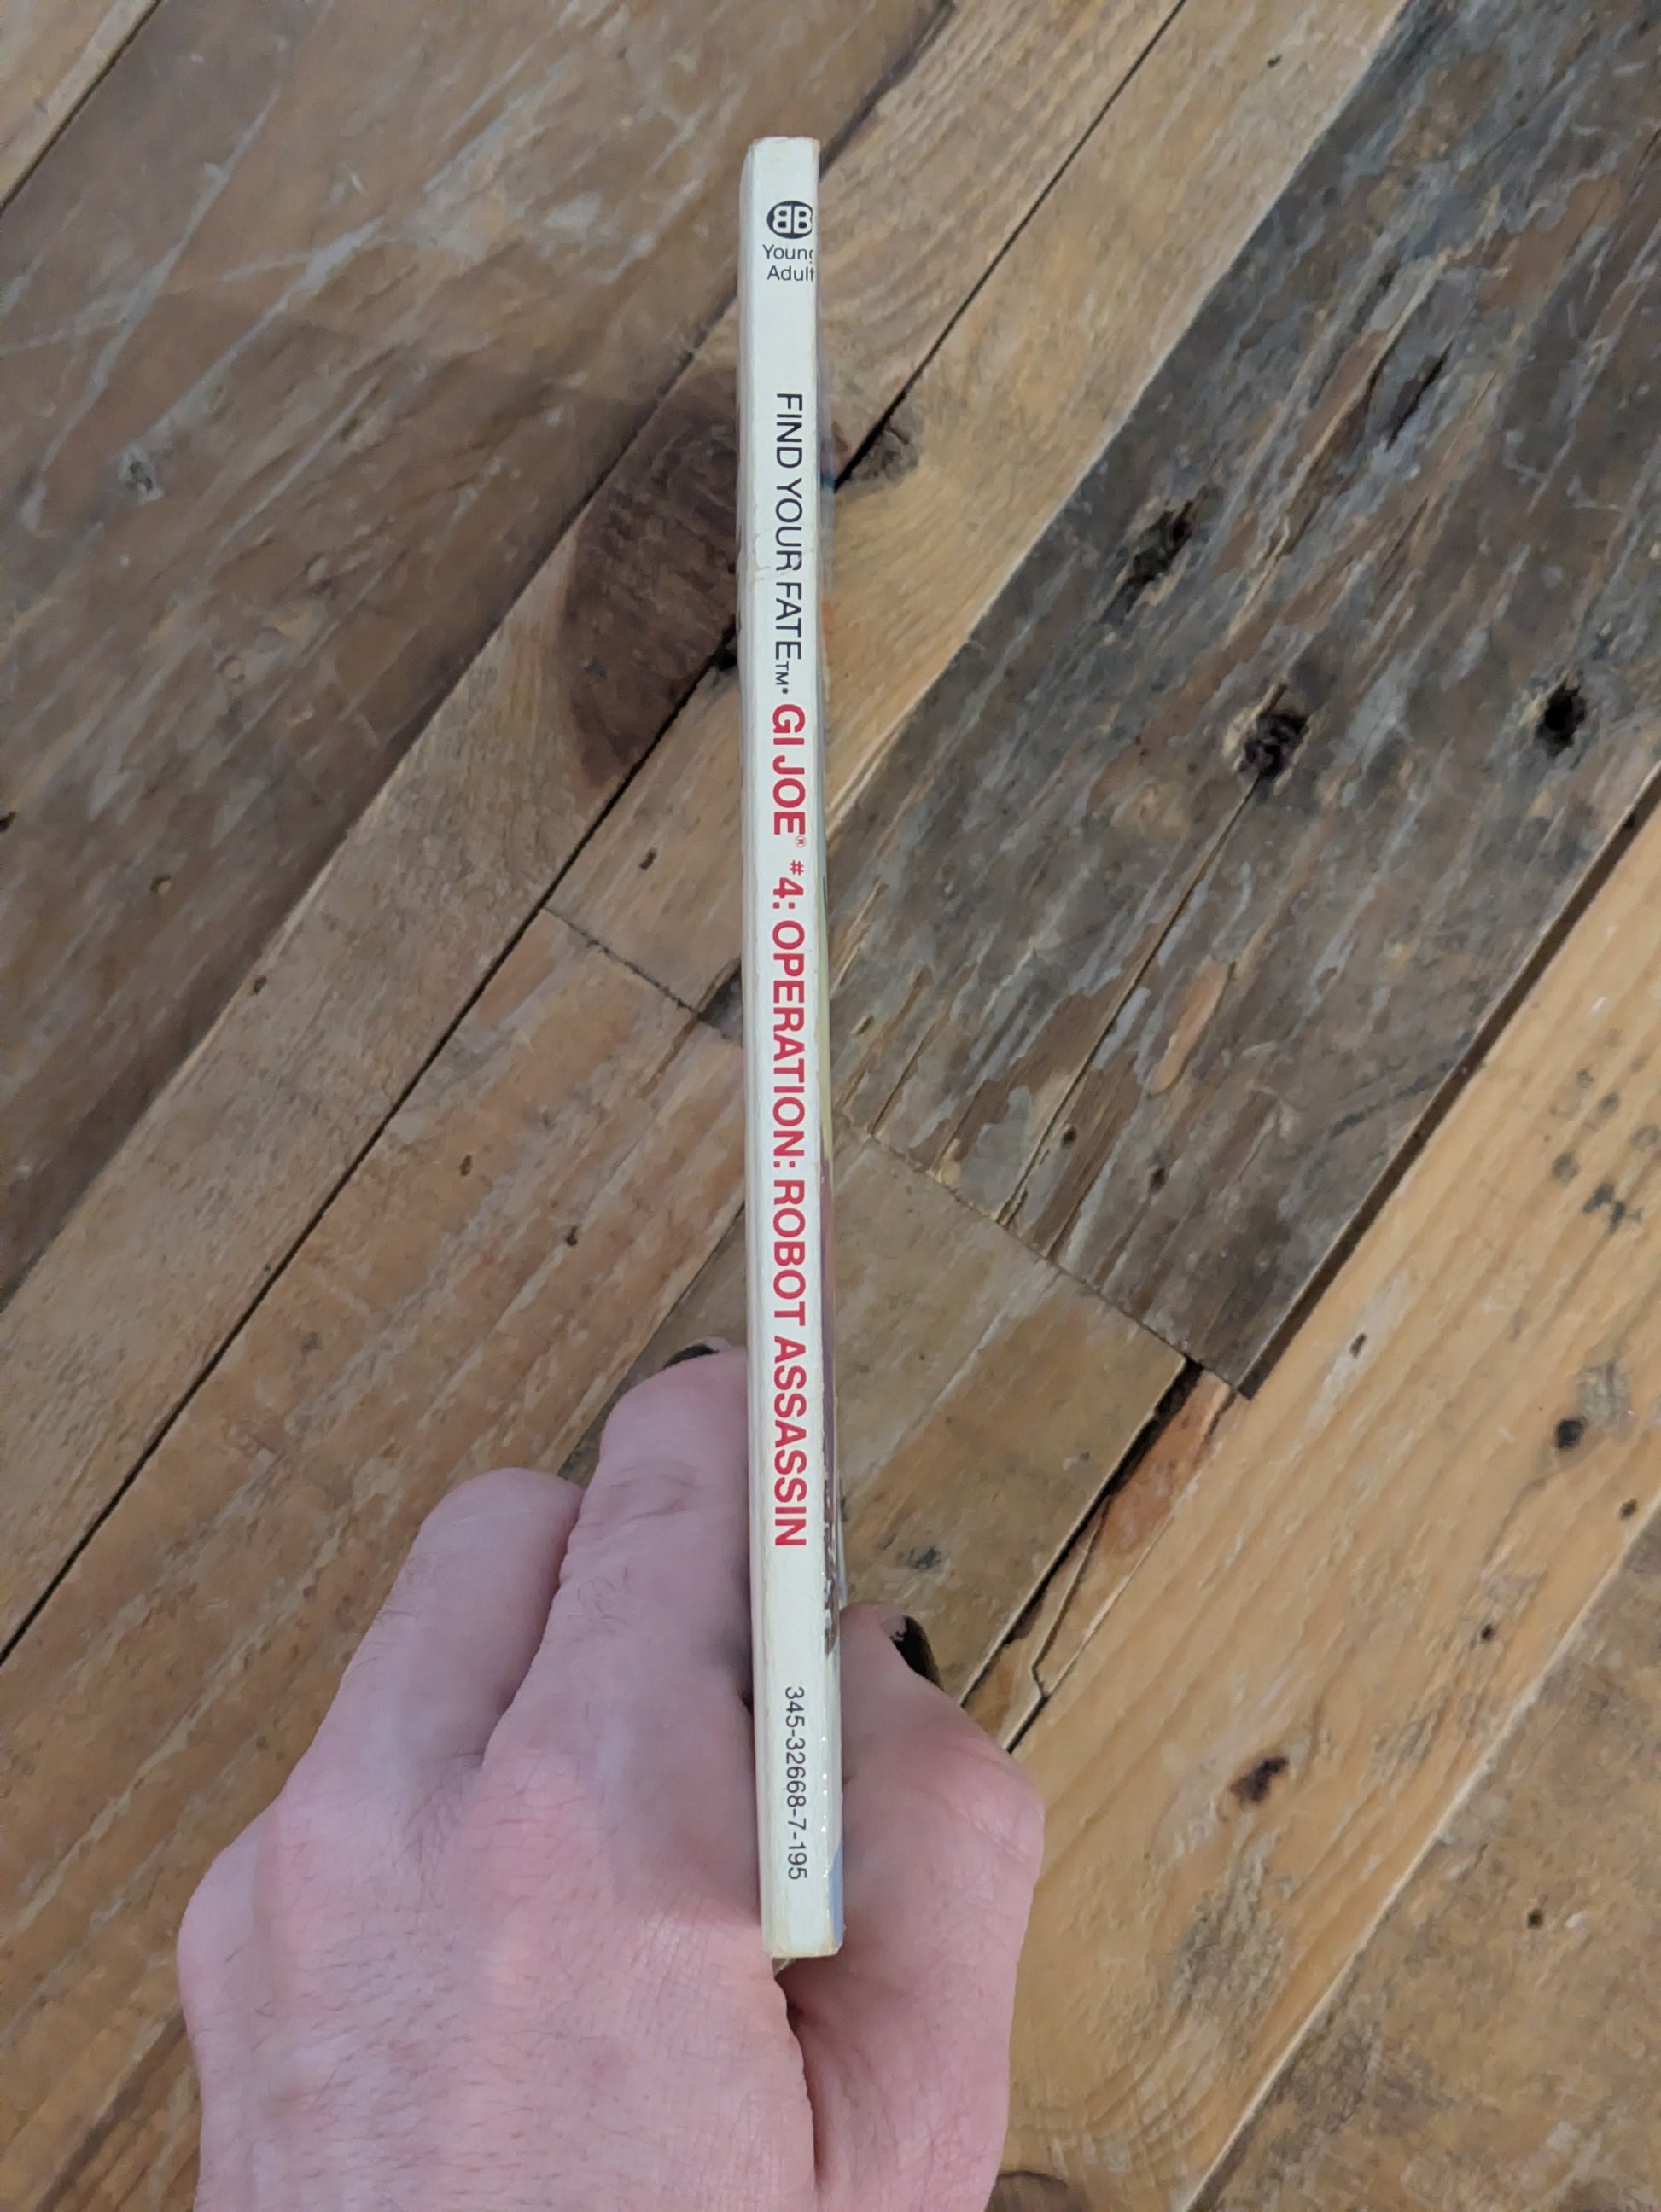 BB
Young
Adult
FIND YOUR FATE™• GI JOE® #4: OPERATION: ROBOT ASSASSIN
345-32668-7-195